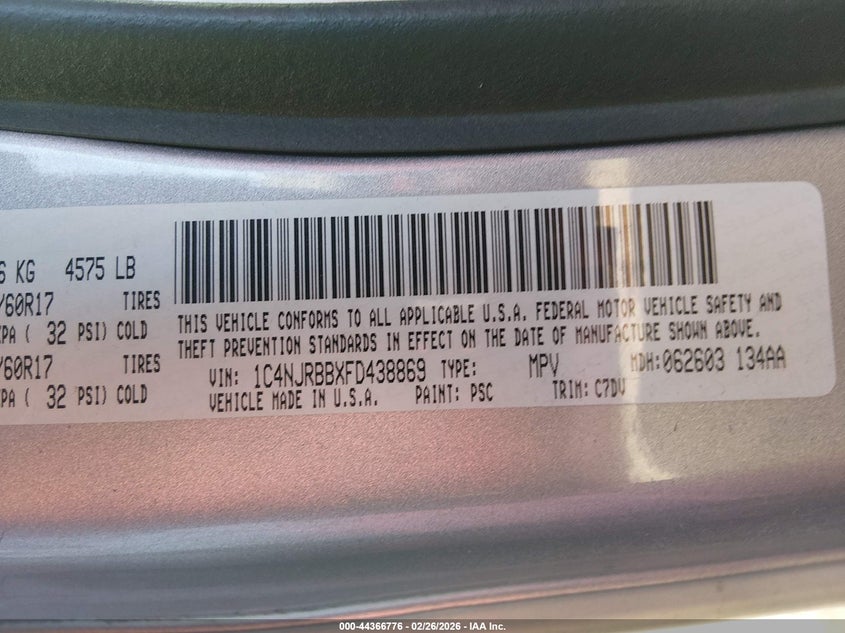 6 KG 4575 LB
/60R17 TIRES
PA ( 32 PSI) COLD
/60R17 TIRES
PA ( 32 PSI) COLD
THIS VEHICLE CONFORMS TO ALL APPLICABLE U.S.A. FEDERAL MOTOR VEHICLE SAFETY AND
THEFT PREVENTION STANDARDS IN EFFECT ON THE DATE OF MANUFACTURE SHOWN ABOVE.
VIN: 1C4NJRBBXFD438869 TYPE: MPV MDH:062603 134AA
VEHICLE MADE IN U.S.A. PAINT: PSC TRIM: C7DV
000-44366776 - 02/26/2026 - IAA Inc.